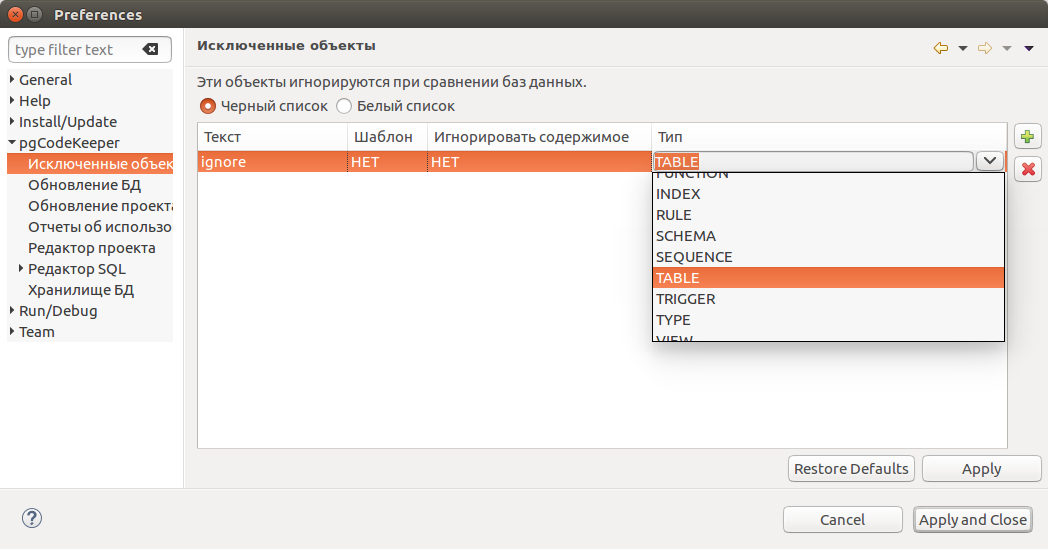 Preferences
type filter text
General
Help
Install/Update
pgCodeKeeper
Исключенные объек
Обновление БД
Обновление проекта
Отчеты об использо
Редактор проекта
Редактор SQL
Хранилище БД
Run/Debug
Team
Исключенные объекты
Эти объекты игнорируются при сравнении баз данных.
Черный список Белый список
Текст Шаблон Игнорировать содержимое Тип
ignore НЕТ НЕТ TABLE
FUNCTION
INDEX
RULE
SCHEMA
SEQUENCE
TABLE
TRIGGER
TYPE
VIEW
Restore Defaults Apply
Cancel Apply and Close